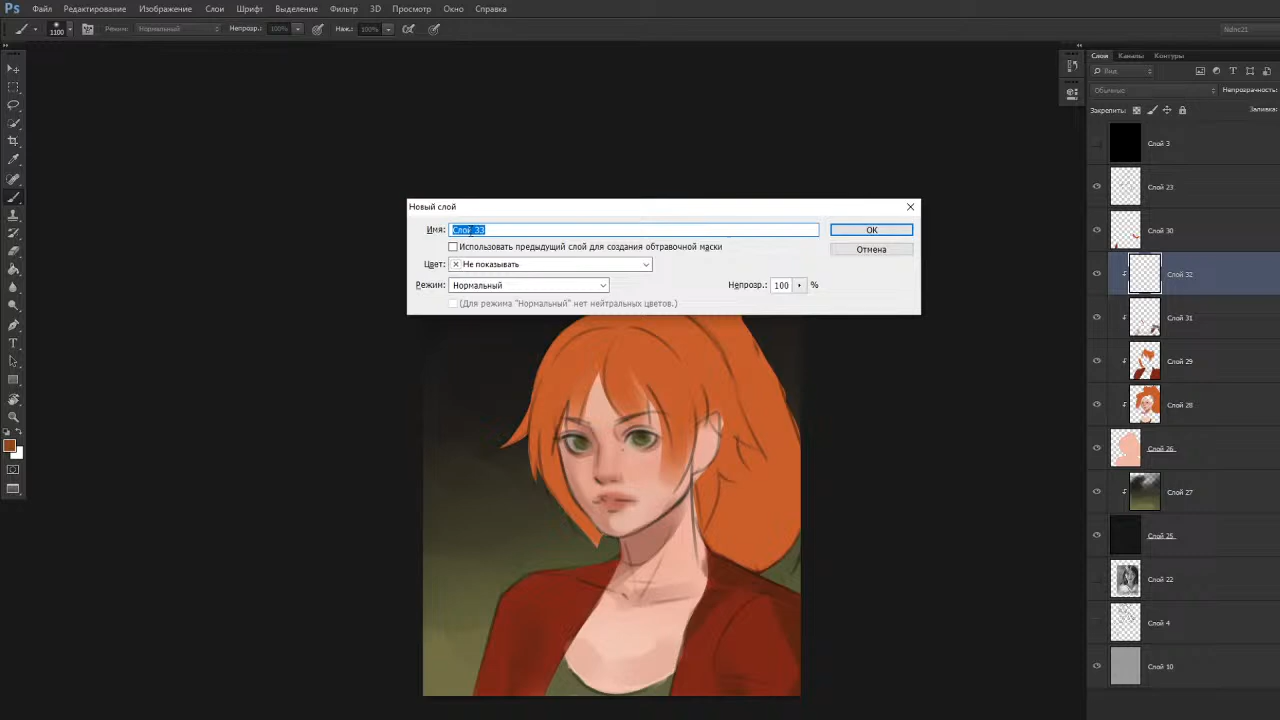 Ps Файл Редактирование Изображение Слои Шрифт Выделение Фильтр 3D Просмотр Окно Справка
1100 Режим: Нормальный Непрозр.: 100% Наж.: 100%
Слои Каналы Контуры
Вид
Обычные Непрозрачность:
Закрепить: Заливка:
Слой 3
Слой 23
Слой 30
Слой 32
Слой 31
Слой 29
Слой 28
Слой 26
Слой 27
Слой 25
Слой 22
Слой 4
Слой 10
Новый слой
Имя: Слой 33 OK
Использовать предыдущий слой для создания обтравочной маски
Отмена
Цвет: Не показывать
Режим: Нормальный Непрозр.: 100 %
(Для режима "Нормальный" нет нейтральных цветов.)
T